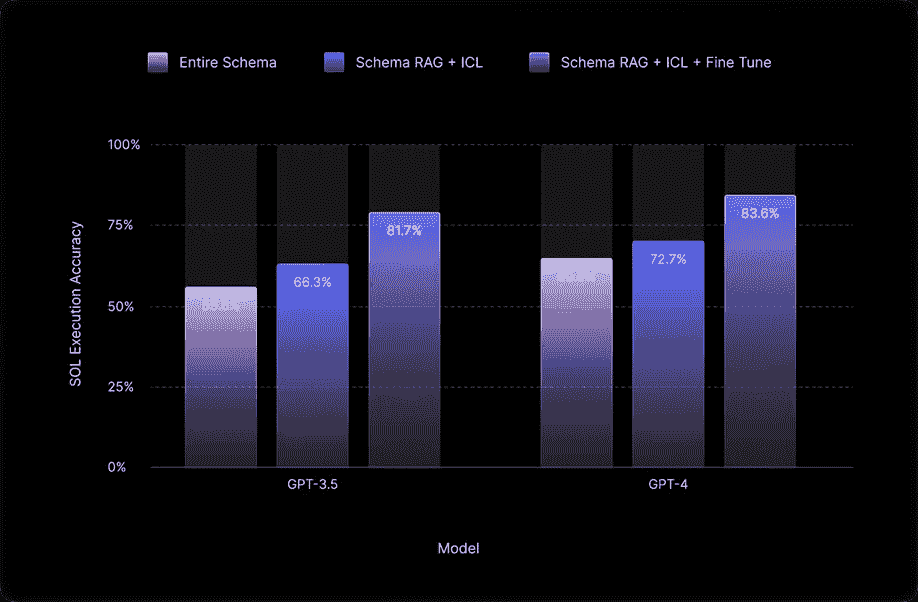 Entire Schema
Schema RAG + ICL
Schema RAG + ICL + Fine Tune
100%
75%
50%
25%
0%
SQL Execution Accuracy
66.3%
81.7%
72.7%
83.6%
GPT-3.5
GPT-4
Model